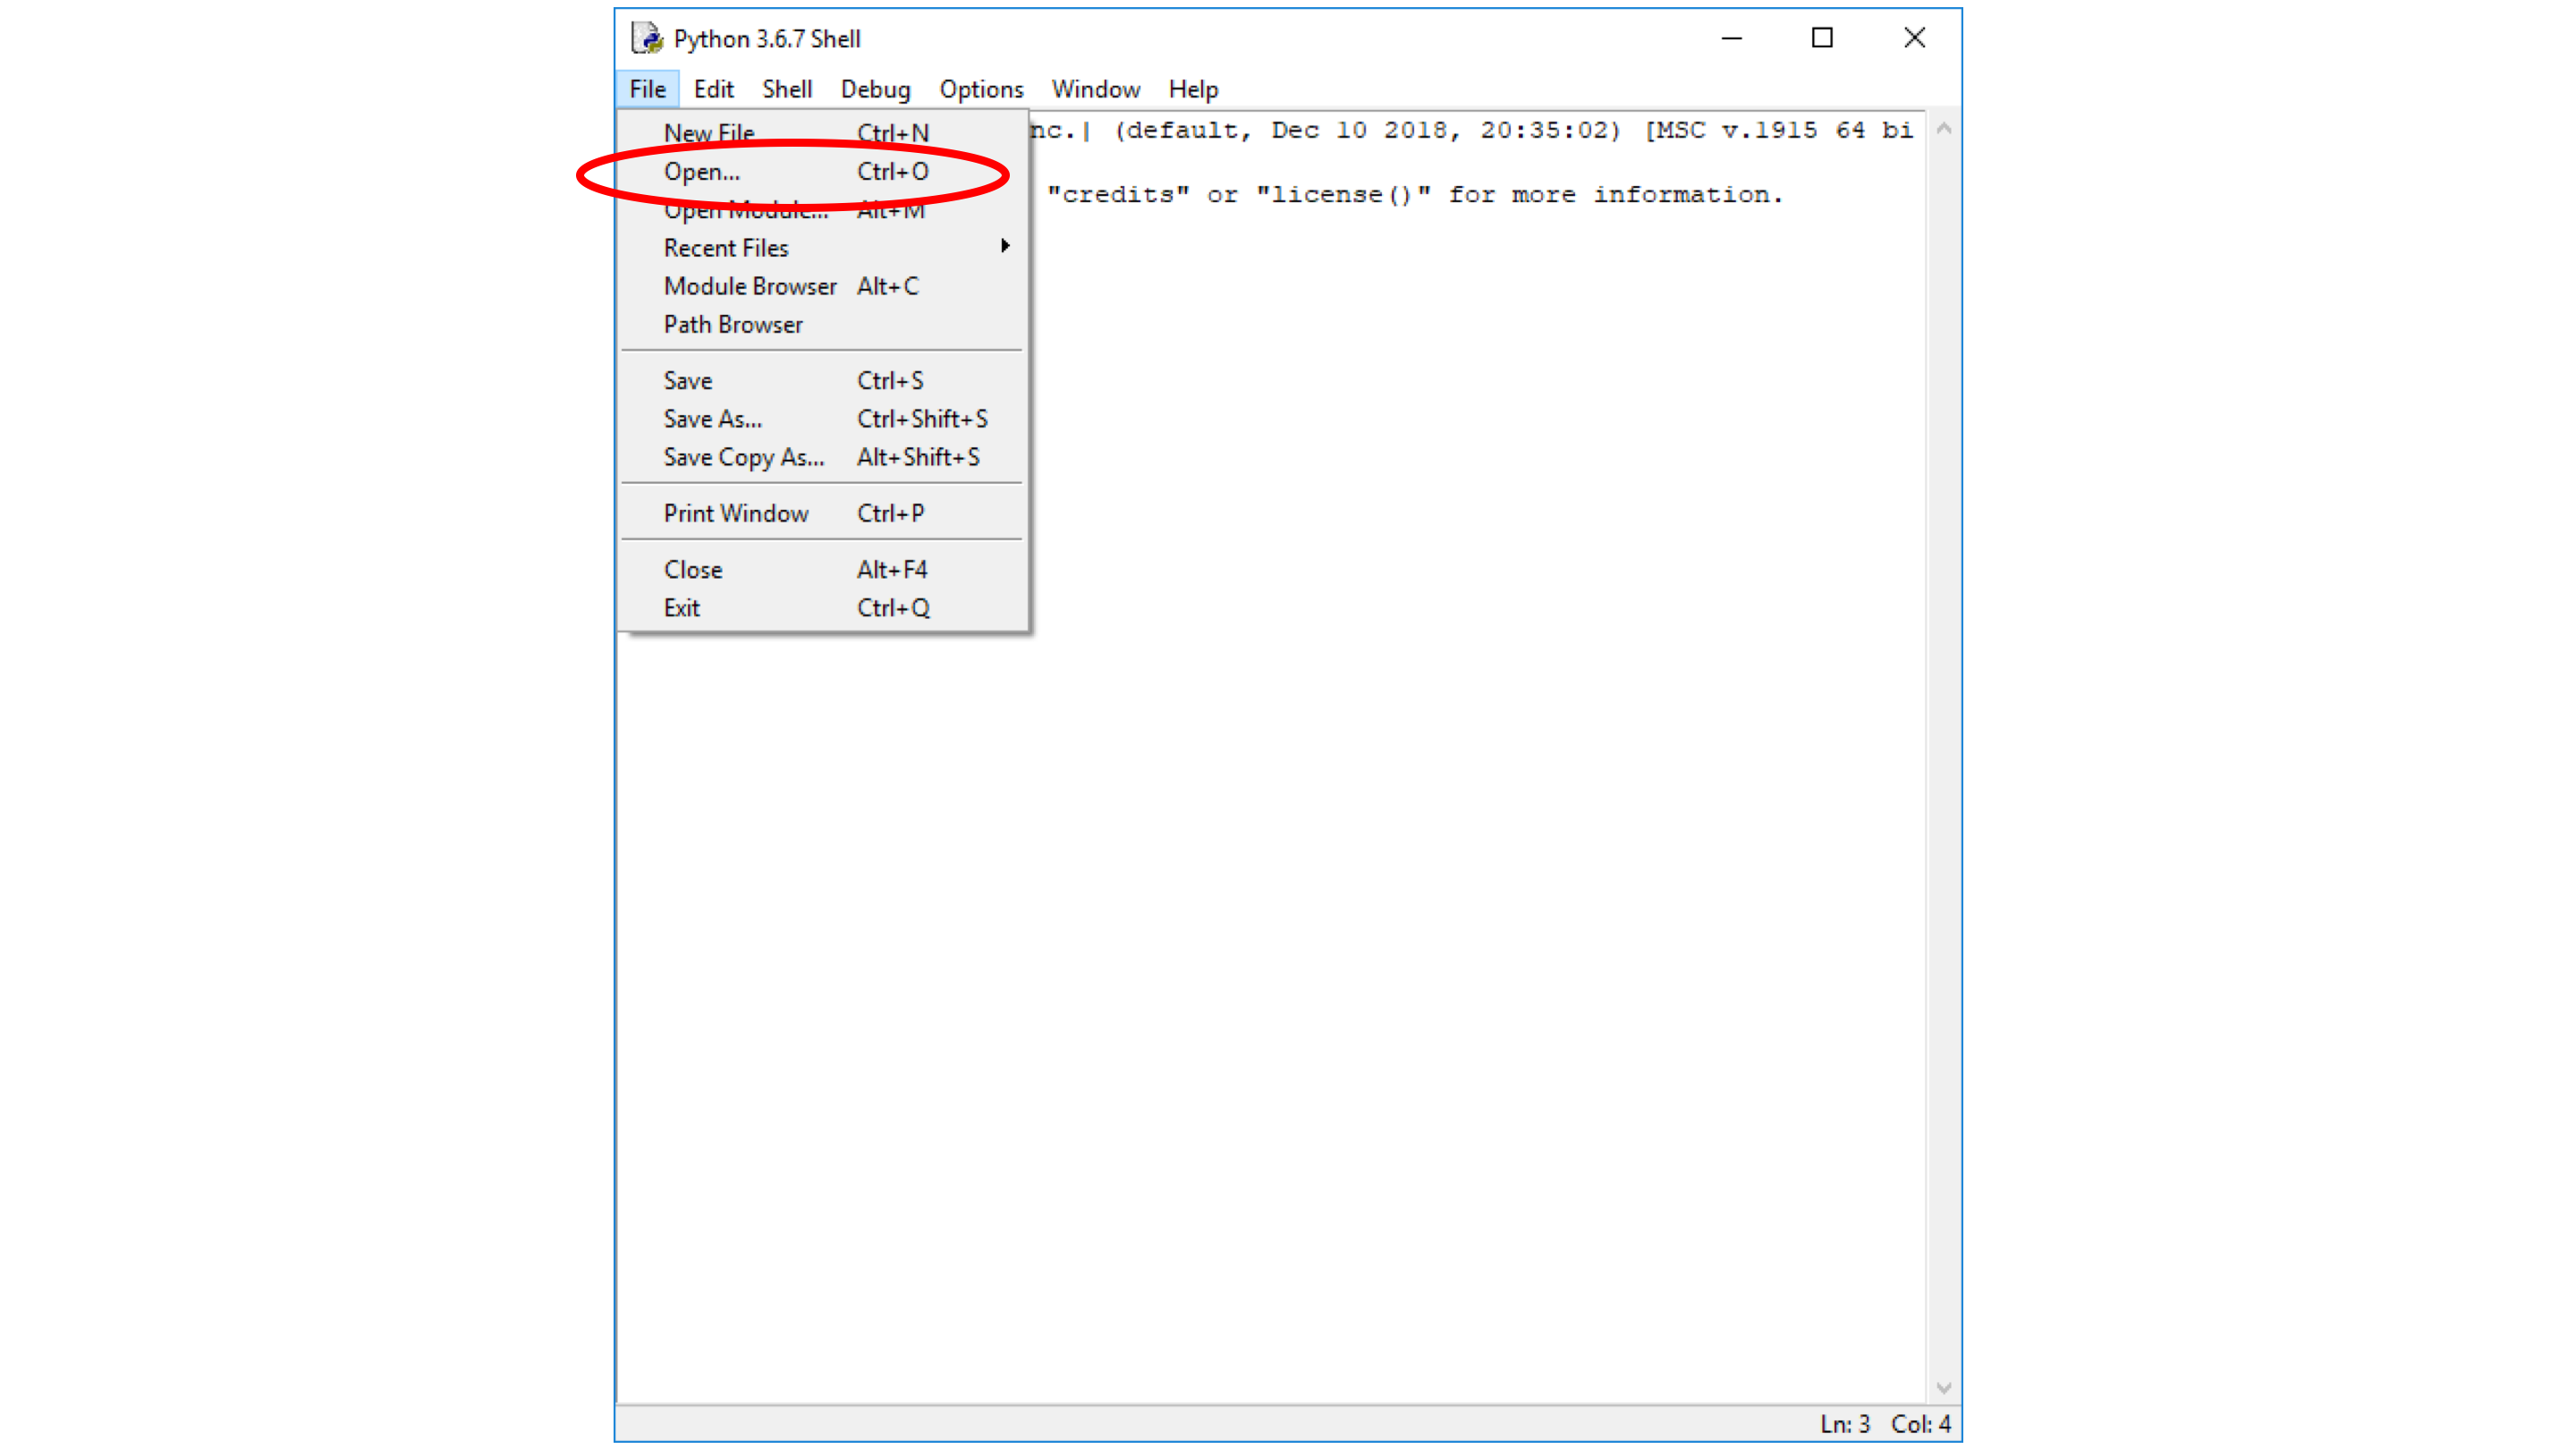 Python 3.6.7 Shell
File Edit Shell Debug Options Window Help
New File Ctrl+N
Open... Ctrl+O
Open Module... Alt+M
Recent Files
Module Browser Alt+C
Path Browser
Save Ctrl+S
Save As... Ctrl+Shift+S
Save Copy As... Alt+Shift+S
Print Window Ctrl+P
Close Alt+F4
Exit Ctrl+Q
nc.| (default, Dec 10 2018, 20:35:02) [MSC v.1915 64 bi
"credits" or "license()" for more information.
Ln: 3 Col: 4